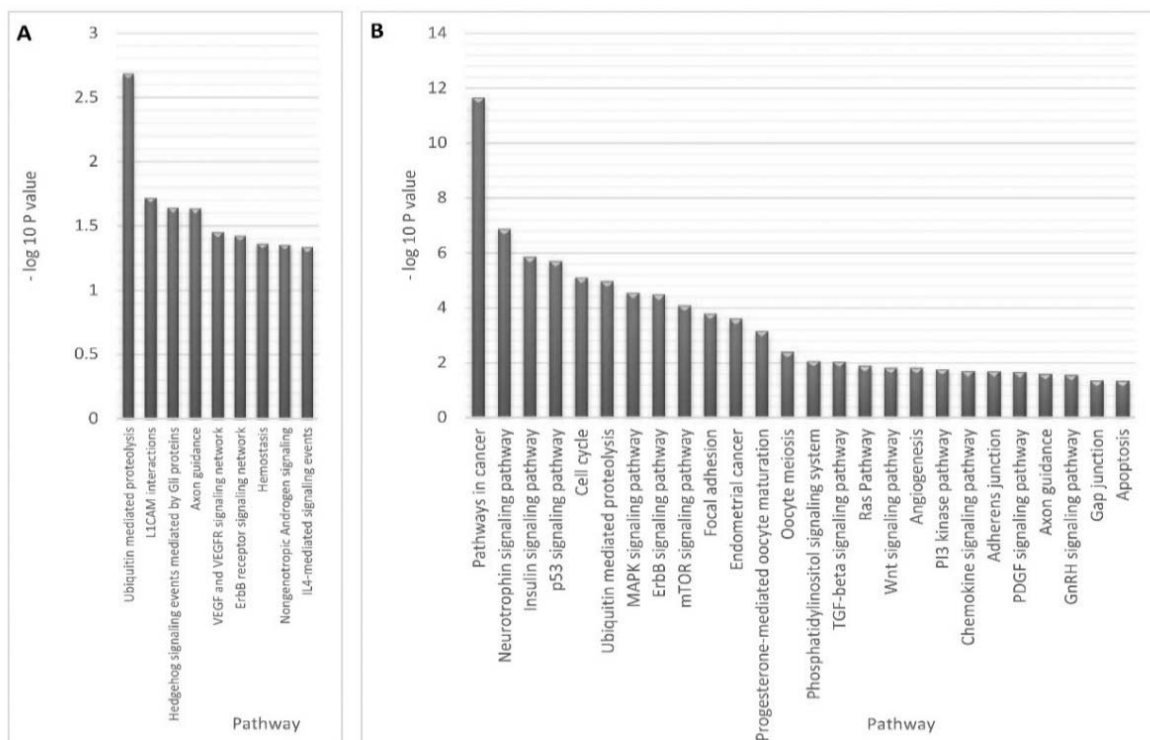 A
- log 10 P value
3
2.5
2
1.5
1
0.5
0
Ubiquitin mediated proteolysis
L1CAM interactions
Hedgehog signaling events mediated by Gli proteins
Axon guidance
VEGF and VEGFR signaling network
ErbB receptor signaling network
Hemostasis
Nongenotropic Androgen signaling
IL4-mediated signaling events
Pathway
B
- log 10 P value
14
12
10
8
6
4
2
0
Pathways in cancer
Neurotrophin signaling pathway
Insulin signaling pathway
p53 signaling pathway
Cell cycle
Ubiquitin mediated proteolysis
MAPK signaling pathway
ErbB signaling pathway
mTOR signaling pathway
Focal adhesion
Endometrial cancer
Progesterone-mediated oocyte maturation
Oocyte meiosis
Phosphatidylinositol signaling system
TGF-beta signaling pathway
Ras Pathway
Wnt signaling pathway
Angiogenesis
PI3 kinase pathway
Chemokine signaling pathway
Adherens junction
PDGF signaling pathway
Axon guidance
GnRH signaling pathway
Gap junction
Apoptosis
Pathway